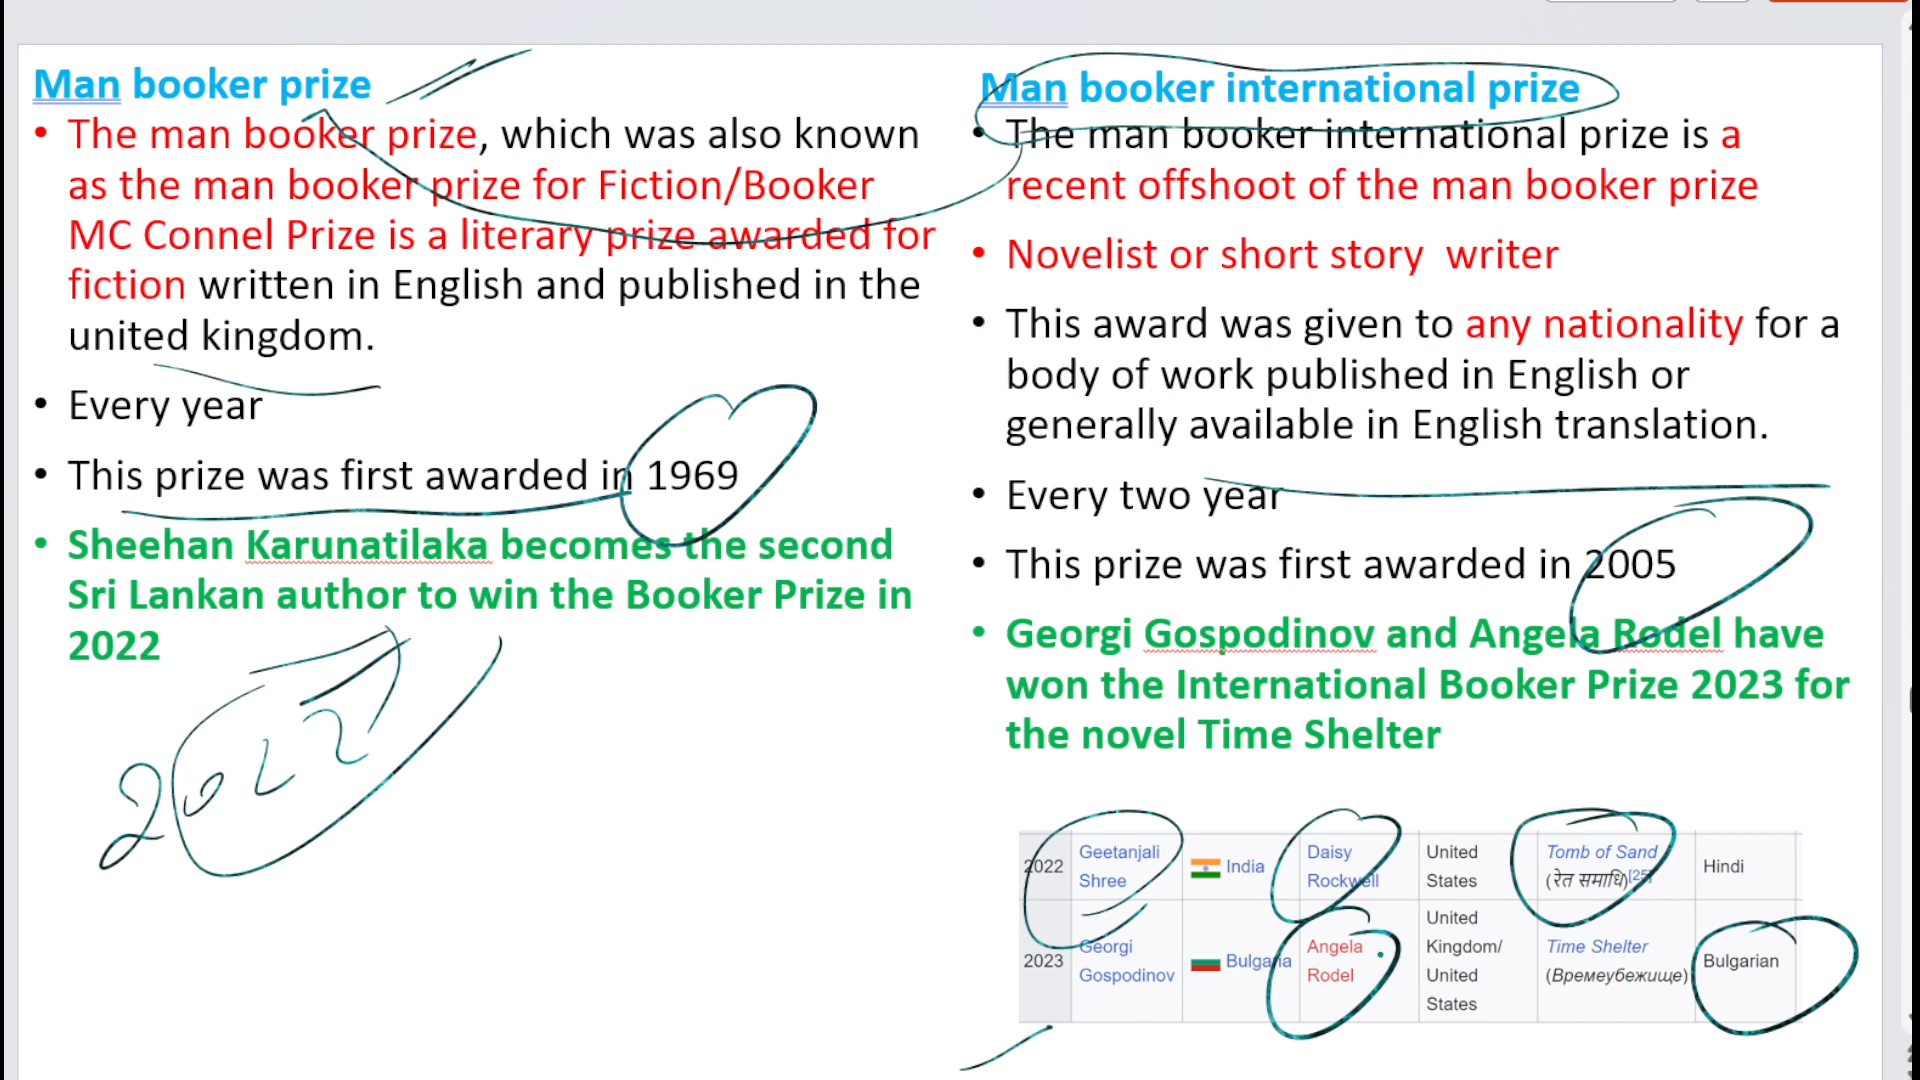 Man booker prize
• The man booker prize, which was also known
as the man booker prize for Fiction/Booker
MC Connel Prize is a literary prize awarded for
fiction written in English and published in the
united kingdom.
• Every year
• This prize was first awarded in 1969
• Sheehan Karunatilaka becomes the second
Sri Lankan author to win the Booker Prize in
2022
2022
Man booker international prize
• The man booker international prize is a
recent offshoot of the man booker prize
• Novelist or short story writer
• This award was given to any nationality for a
body of work published in English or
generally available in English translation.
• Every two year
• This prize was first awarded in 2005
• Georgi Gospodinov and Angela Rodel have
won the International Booker Prize 2023 for
the novel Time Shelter
2022 Geetanjali Shree India Daisy Rockwell United States Tomb of Sand (रेत समाधि)[25] Hindi
2023 Georgi Gospodinov Bulgaria Angela Rodel United Kingdom/ United States Time Shelter (Времеубежище) Bulgarian